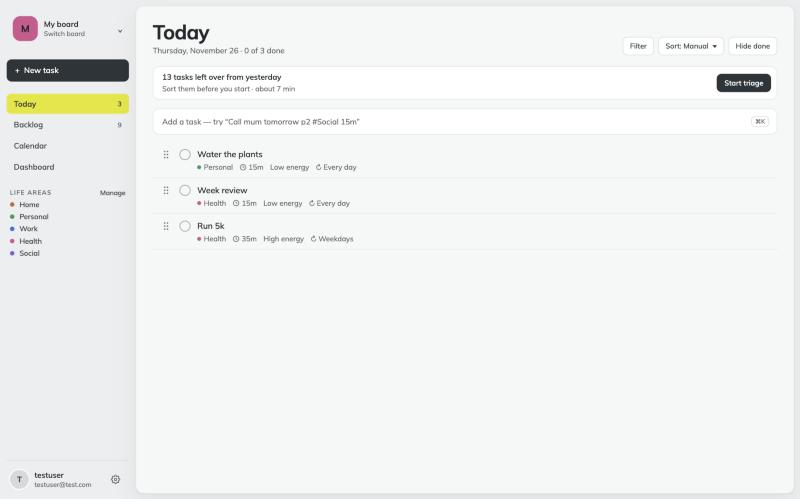 M
My board
Switch board
+ New task
Today 3
Backlog 9
Calendar
Dashboard
LIFE AREAS Manage
Home
Personal
Work
Health
Social
T
testuser
testuser@test.com
Today
Thursday, November 26 · 0 of 3 done
Filter
Sort: Manual
Hide done
13 tasks left over from yesterday
Sort them before you start · about 7 min
Start triage
Add a task — try “Call mum tomorrow p2 #Social 15m” ⌘K
Water the plants
Personal 15m Low energy Every day
Week review
Health 15m Low energy Every day
Run 5k
Health 35m High energy Weekdays